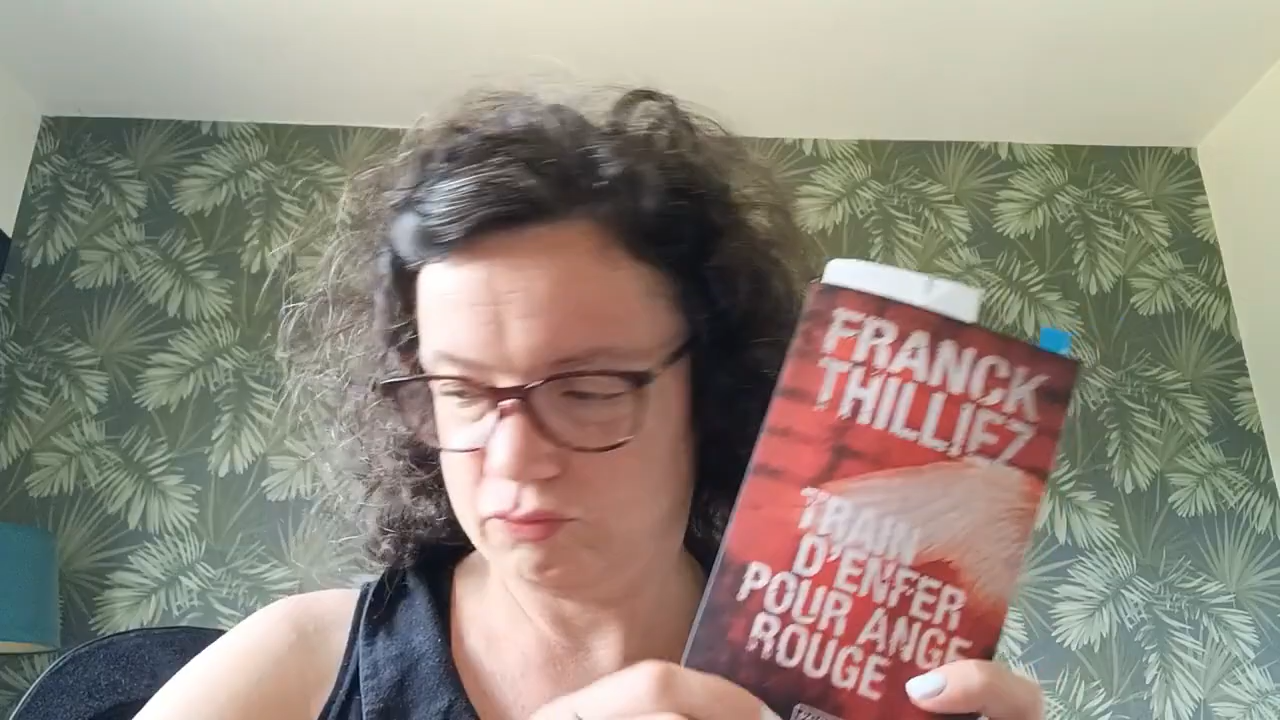 FRANCK
THILLIEZ
TRAIN
D'ENFER
POUR ANGE
ROUGE